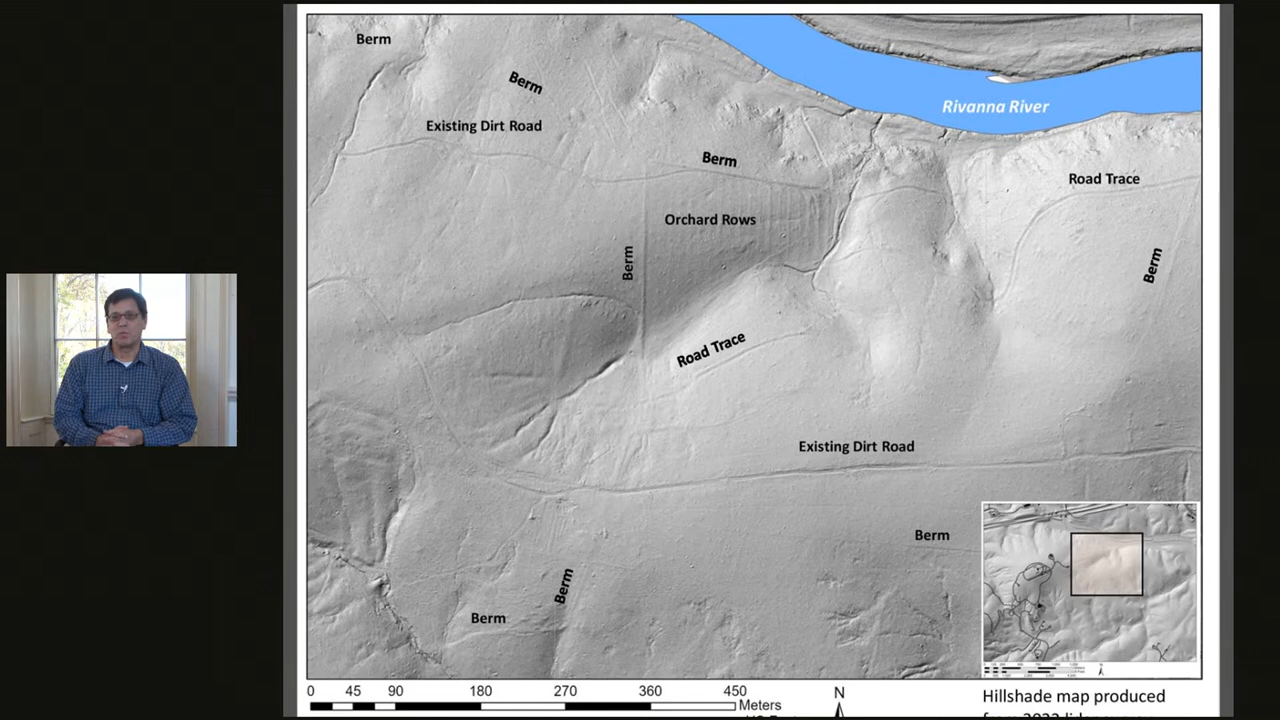 Berm
Berm
Rivanna River
Existing Dirt Road
Berm
Road Trace
Orchard Rows
Berm
Berm
Road Trace
Existing Dirt Road
Berm
Berm
Berm
0 45 90 180 270 360 450
Meters
N
Hillshade map produced